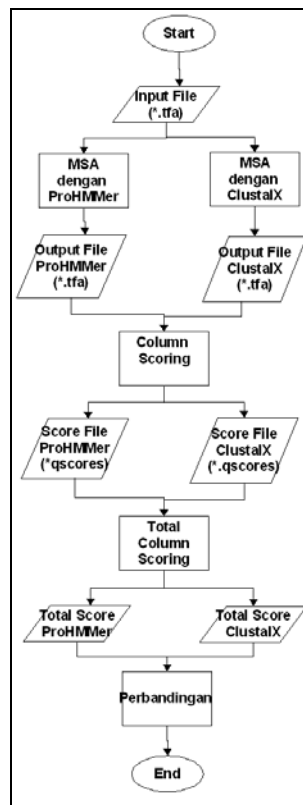 Start
Input File
(*.tfa)
MSA
dengan
ProHMMer
MSA
dengan
ClustalX
Output File
ProHMMer
(*.tfa)
Output File
ClustalX
(*.tfa)
Column
Scoring
Score File
ProHMMer
(*qscores)
Score File
ClustalX
(*.qscores)
Total
Column
Scoring
Total Score
ProHMMer
Total Score
ClustalX
Perbandingan
End